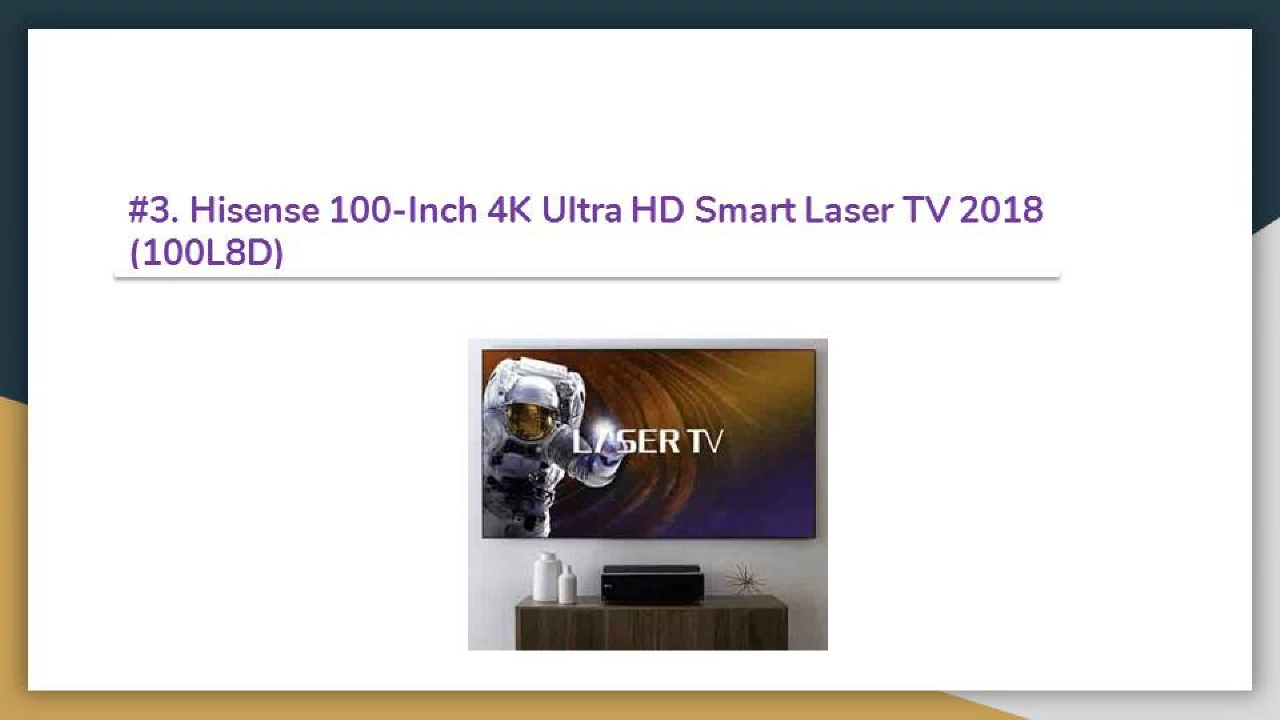 #3. Hisense 100-Inch 4K Ultra HD Smart Laser TV 2018
(100L8D)
LASER TV